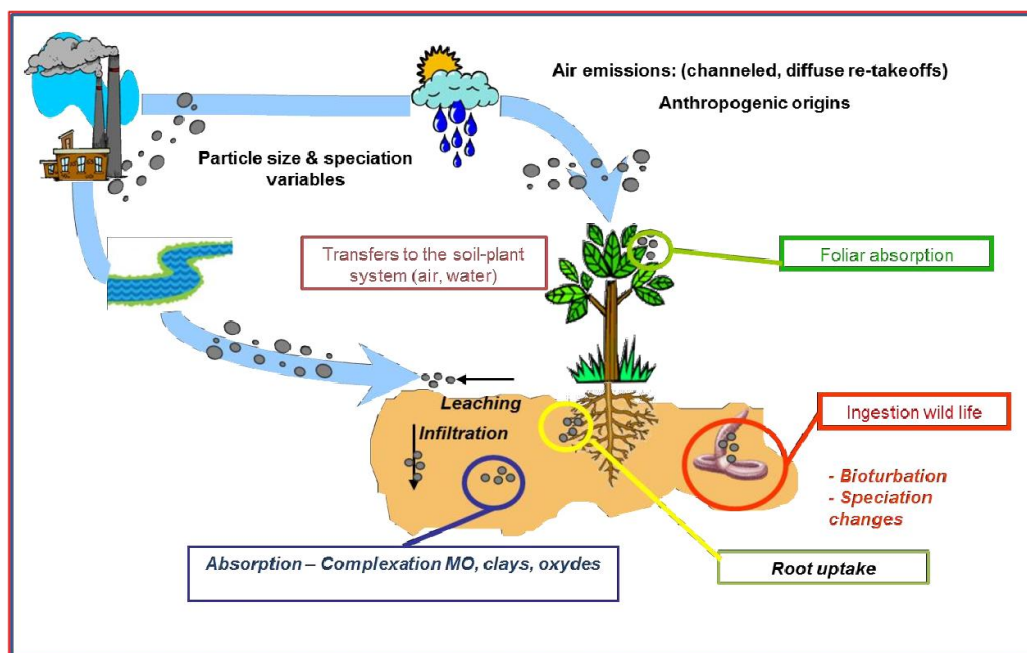 Air emissions: (channeled, diffuse re-takeoffs)
Anthropogenic origins
Particle size & speciation
variables
Transfers to the soil-plant
system (air, water)
Foliar absorption
Leaching
Infiltration
Ingestion wild life
- Bioturbation
- Speciation
changes
Absorption – Complexation MO, clays, oxydes
Root uptake